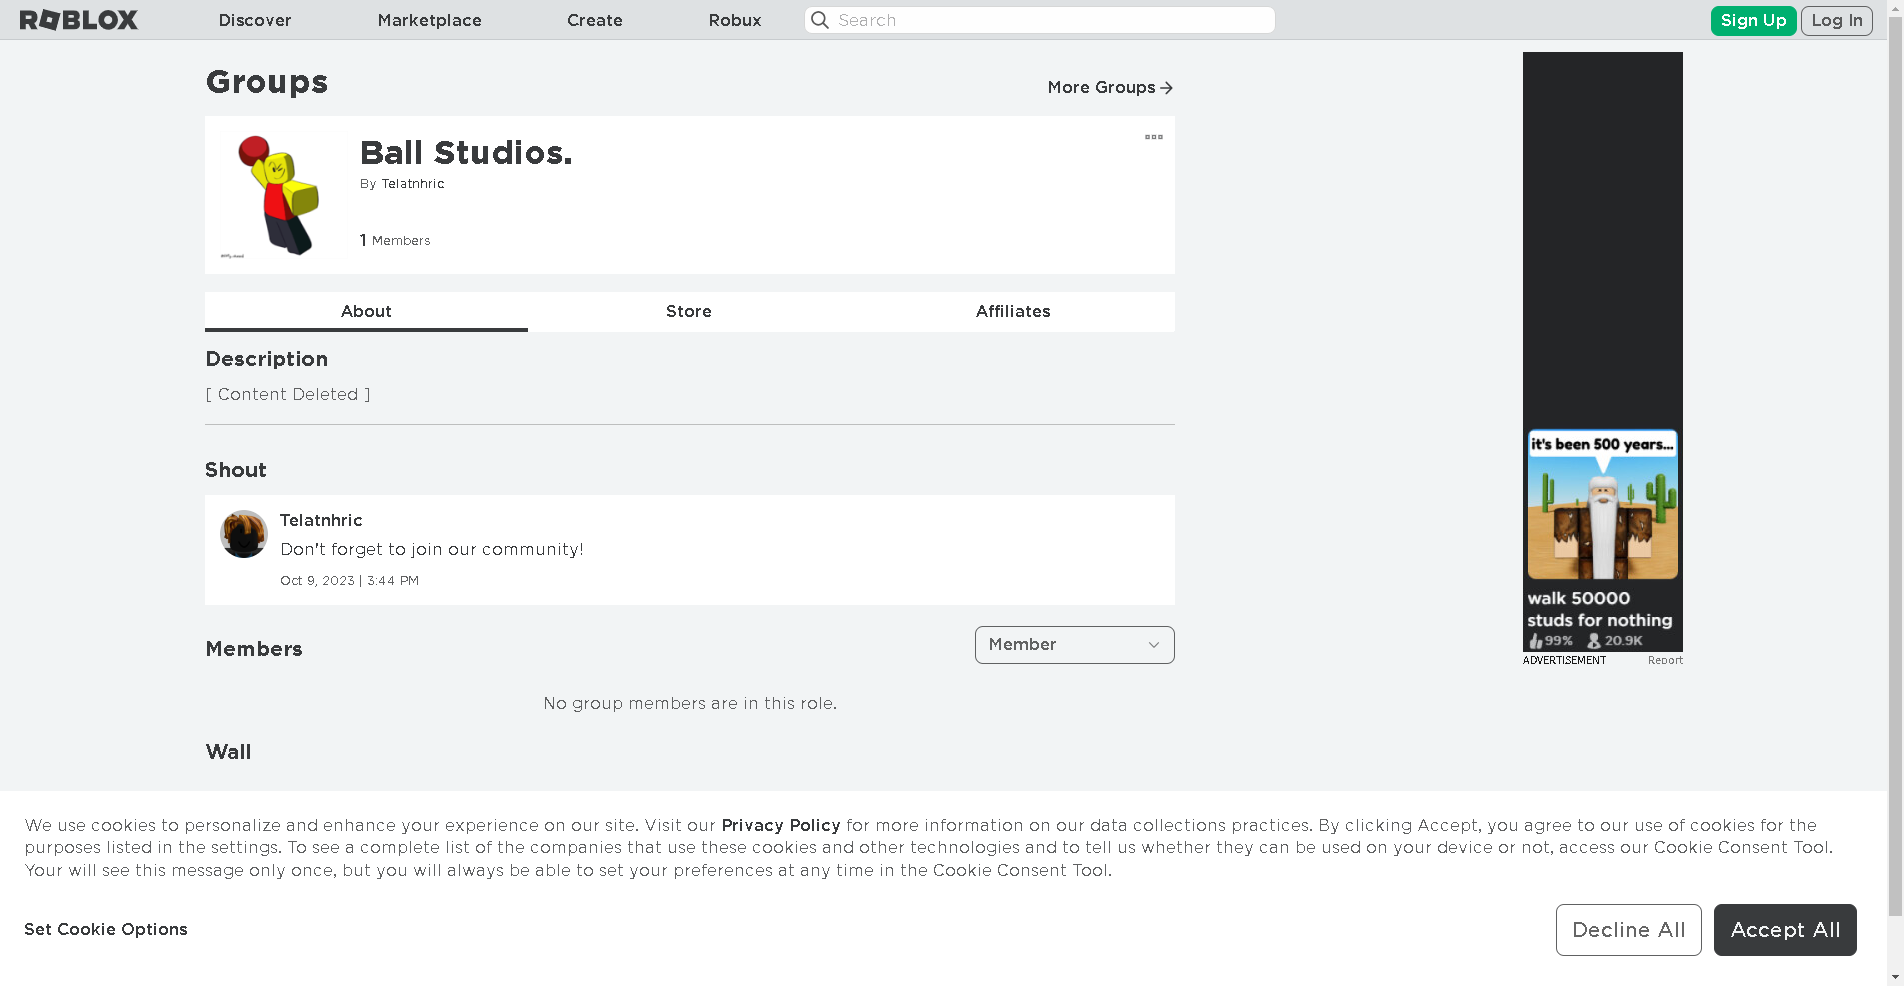 ROBLOX Discover Marketplace Create Robux Search Sign Up Log In
Groups
More Groups
Ball Studios.
By Telatnhric
1 Members
About Store Affiliates
Description
[ Content Deleted ]
Shout
Telatnhric
Don't forget to join our community!
Oct 9, 2023 | 3:44 PM
Members
Member
No group members are in this role.
Wall
it's been 500 years...
walk 50000
studs for nothing
99% 20.9K
ADVERTISEMENT Report
We use cookies to personalize and enhance your experience on our site. Visit our Privacy Policy for more information on our data collections practices. By clicking Accept, you agree to our use of cookies for the
purposes listed in the settings. To see a complete list of the companies that use these cookies and other technologies and to tell us whether they can be used on your device or not, access our Cookie Consent Tool.
Your will see this message only once, but you will always be able to set your preferences at any time in the Cookie Consent Tool.
Set Cookie Options
Decline All
Accept All